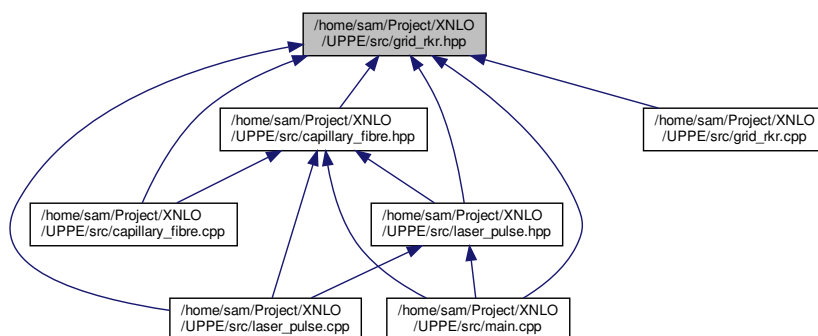 /home/sam/Project/XNLO
/UPPE/src/grid_rkr.hpp
/home/sam/Project/XNLO
/UPPE/src/capillary_fibre.hpp
/home/sam/Project/XNLO
/UPPE/src/grid_rkr.cpp
/home/sam/Project/XNLO
/UPPE/src/capillary_fibre.cpp
/home/sam/Project/XNLO
/UPPE/src/laser_pulse.hpp
/home/sam/Project/XNLO
/UPPE/src/laser_pulse.cpp
/home/sam/Project/XNLO
/UPPE/src/main.cpp